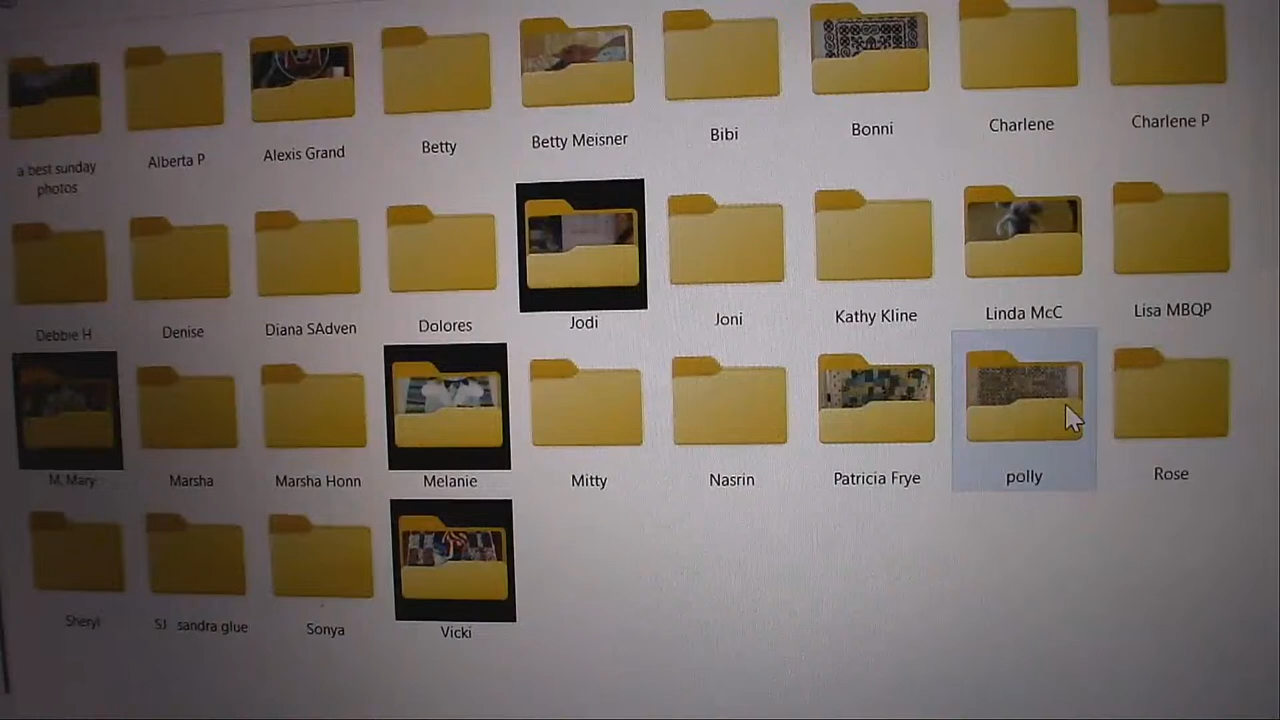 a best sunday
photos
Alberta P
Alexis Grand
Betty
Betty Meisner
Bibi
Bonni
Charlene
Charlene P
Debbie H
Denise
Diana SAdven
Dolores
Jodi
Joni
Kathy Kline
Linda McC
Lisa MBQP
M. Mary
Marsha
Marsha Honn
Melanie
Mitty
Nasrin
Patricia Frye
polly
Rose
Sheryl
SJ sandra glue
Sonya
Vicki